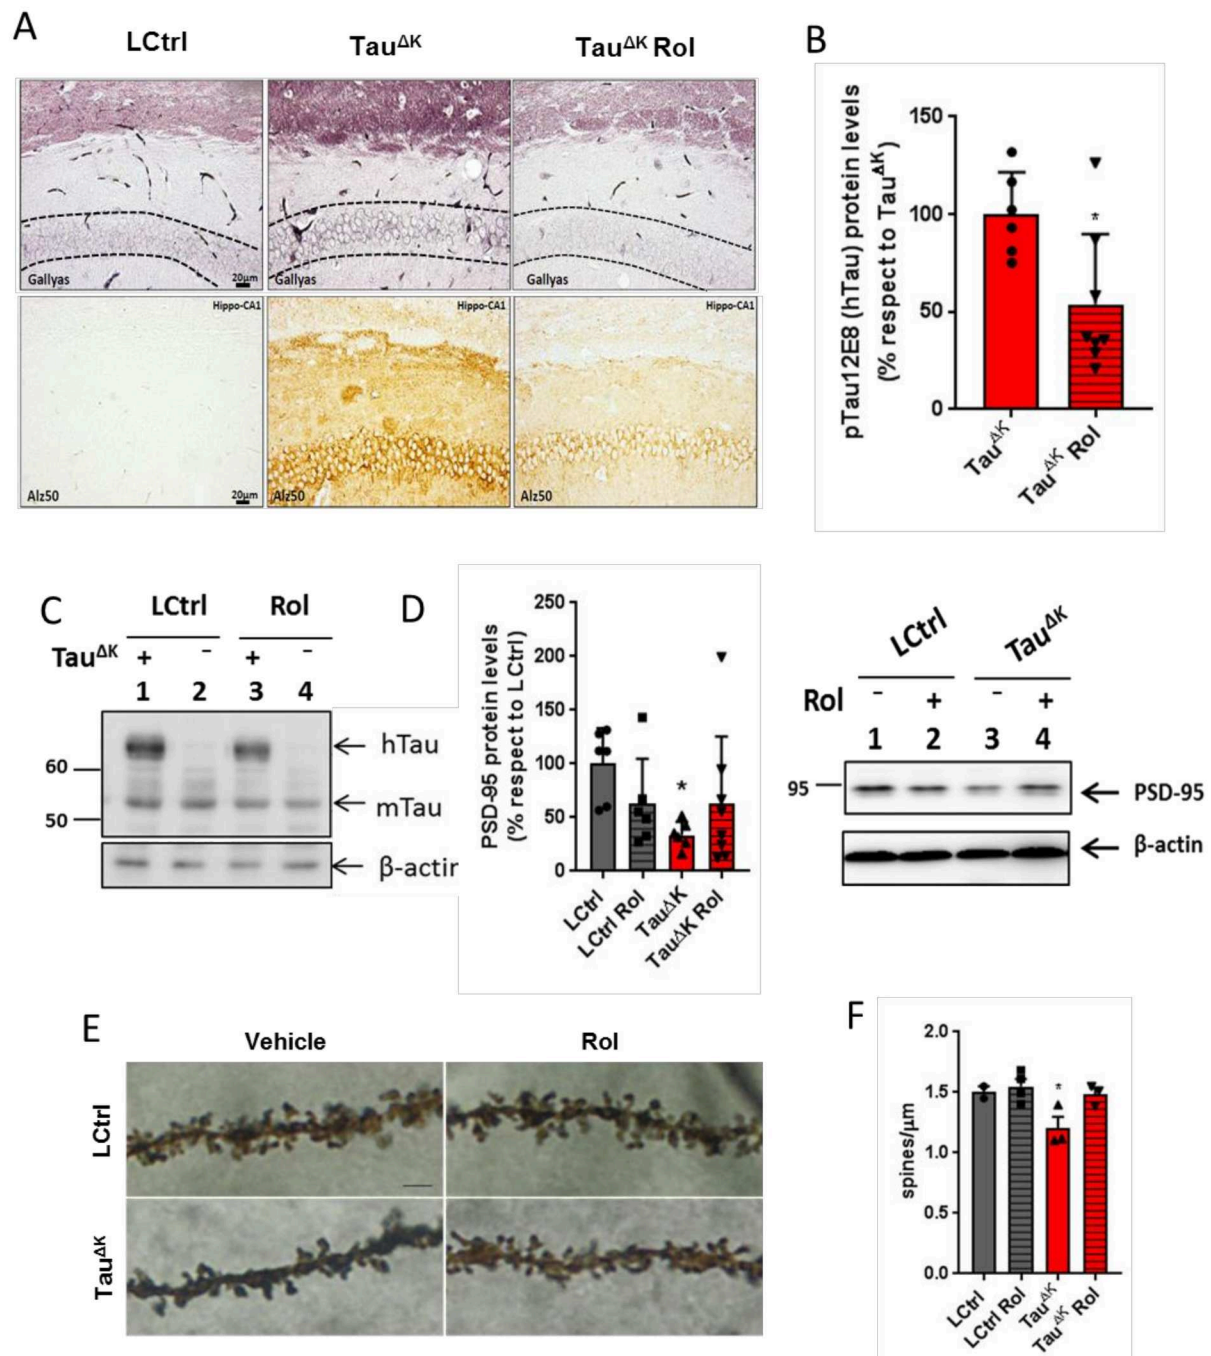 A
LCtrl
Tau^ΔK
Tau^ΔK Rol
Gallyas
20µm
Gallyas
Gallyas
Hippo-CA1
Hippo-CA1
Hippo-CA1
Alz50
20µm
Alz50
Alz50
B
pTau12E8 (hTau) protein levels
(% respect to Tau^ΔK)
150
100
50
0
*
Tau^ΔK
Tau^ΔK Rol
C
LCtrl Rol
Tau^ΔK + - + -
1 2 3 4
60
50
hTau
mTau
β-actin
D
PSD-95 protein levels
(% respect to LCtrl)
250
200
150
100
50
0
*
LCtrl
LCtrl Rol
TauΔK
TauΔK Rol
LCtrl Tau^ΔK
Rol - + - +
1 2 3 4
95
PSD-95
β-actin
E
Vehicle Rol
LCtrl
Tau^ΔK
F
spines/µm
2.0
1.5
1.0
0.5
0.0
*
LCtrl
LCtrl Rol
Tau^ΔK
Tau^ΔK Rol